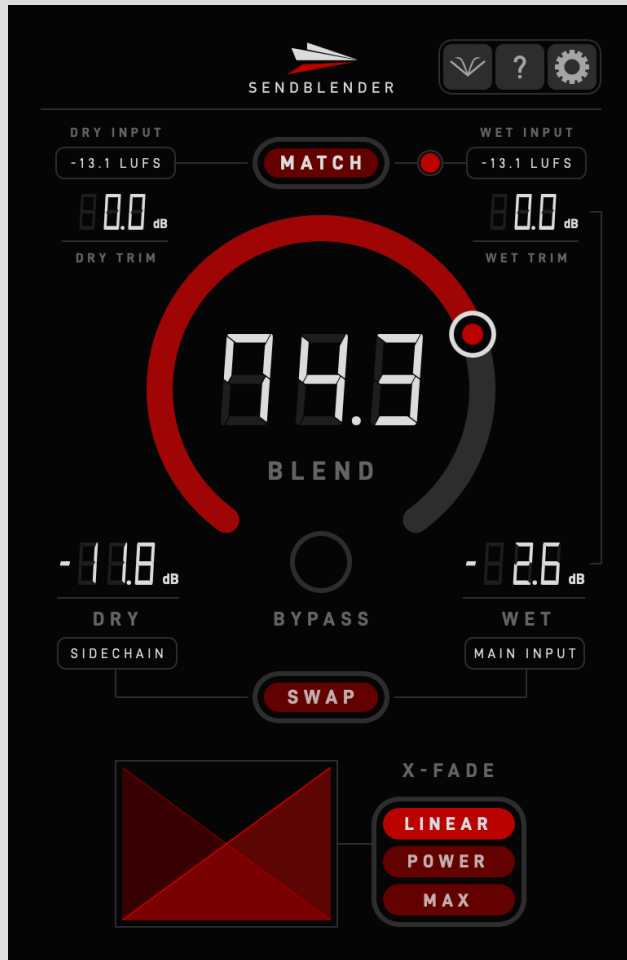 SENDBLENDER
?
DRY INPUT
-13.1 LUFS
MATCH
WET INPUT
-13.1 LUFS
0.0 dB
DRY TRIM
0.0 dB
WET TRIM
74.3
BLEND
-11.8 dB
DRY
SIDECHAIN
BYPASS
-2.6 dB
WET
MAIN INPUT
SWAP
X-FADE
LINEAR
POWER
MAX